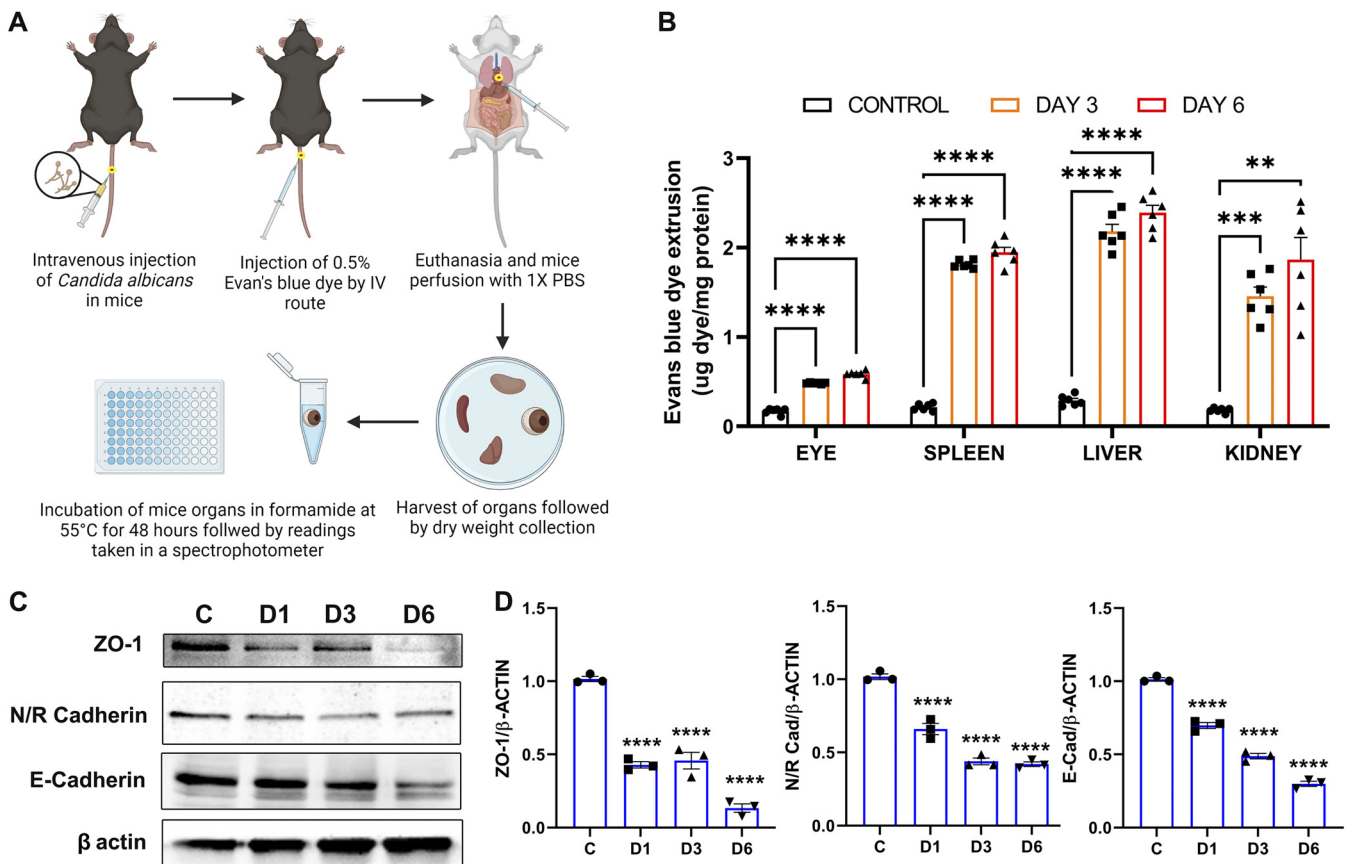 A
Intravenous injection
of Candida albicans
in mice
Injection of 0.5%
Evan's blue dye by IV
route
Euthanasia and mice
perfusion with 1X PBS
Incubation of mice organs in formamide at
55°C for 48 hours follwed by readings
taken in a spectrophotometer
Harvest of organs followed
by dry weight collection
B
CONTROL DAY 3 DAY 6
Evans blue dye extrusion
(ug dye/mg protein)
3
2
1
0
**** ****
**** ****
**** ****
*** **
EYE SPLEEN LIVER KIDNEY
C
C D1 D3 D6
ZO-1
N/R Cadherin
E-Cadherin
β actin
D
ZO-1/β-ACTIN
1.5
1.0
0.5
0.0
**** **** ****
C D1 D3 D6
N/R Cad/β-ACTIN
1.5
1.0
0.5
0.0
**** **** ****
C D1 D3 D6
E-Cad/β-ACTIN
1.5
1.0
0.5
0.0
**** **** ****
C D1 D3 D6